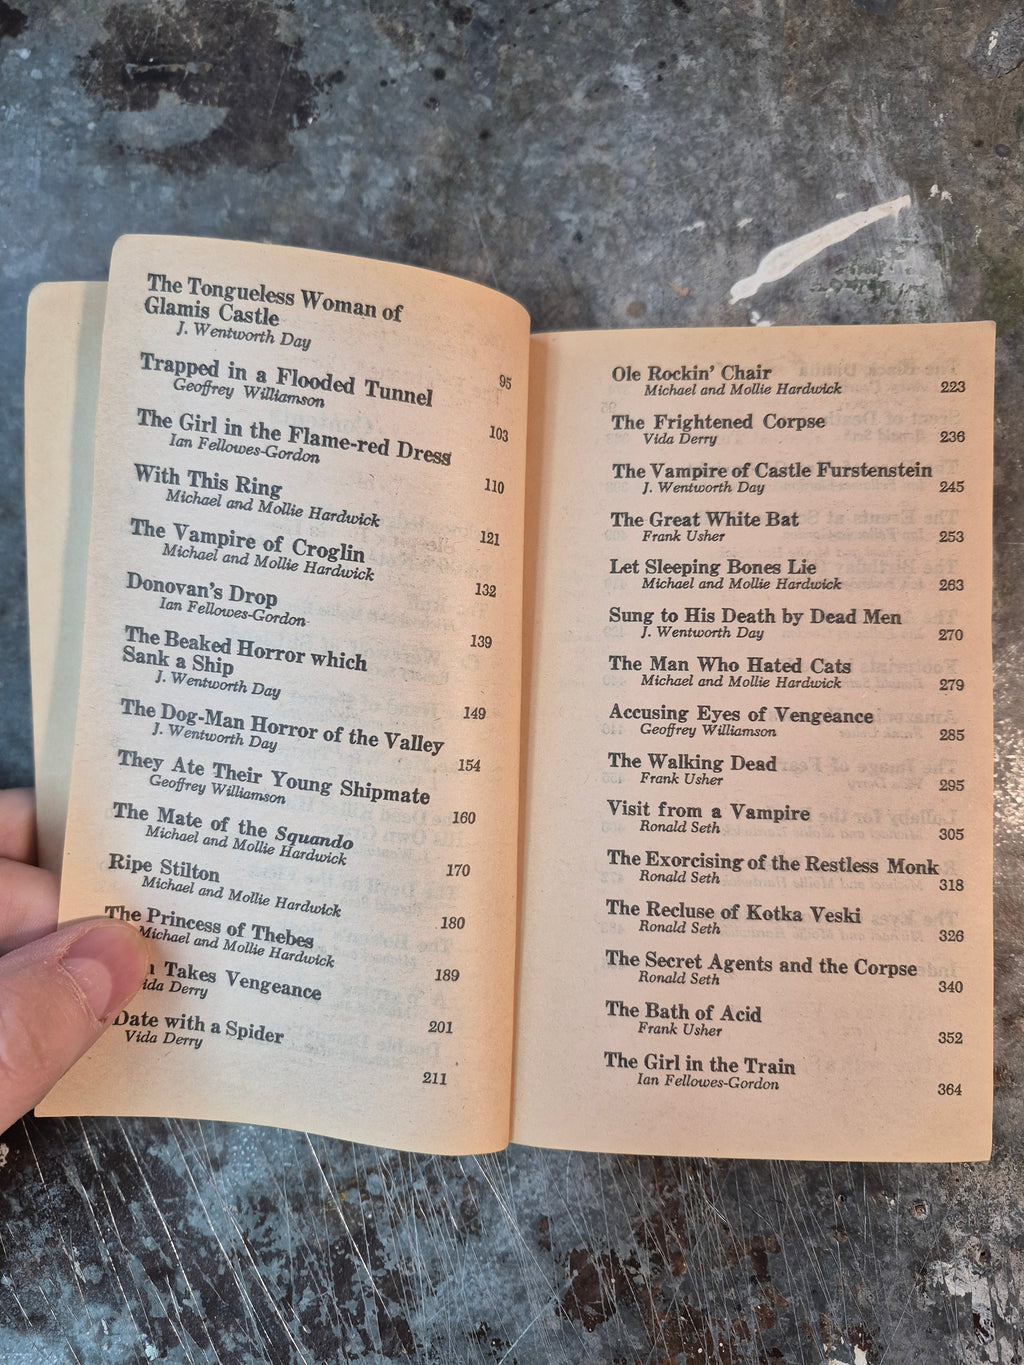 The Tongueless Woman of
Glamis Castle
J. Wentworth Day
95
Trapped in a Flooded Tunnel
Geoffrey Williamson
103
The Girl in the Flame-red Dress
Ian Fellowes-Gordon
110
With This Ring
Michael and Mollie Hardwick
121
The Vampire of Croglin
Michael and Mollie Hardwick
132
Donovan's Drop
Ian Fellowes-Gordon
139
The Beaked Horror which
Sank a Ship
J. Wentworth Day
149
The Dog-Man Horror of the Valley
J. Wentworth Day
154
They Ate Their Young Shipmate
Geoffrey Williamson
160
The Mate of the Squando
Michael and Mollie Hardwick
170
Ripe Stilton
Michael and Mollie Hardwick
180
The Princess of Thebes
Michael and Mollie Hardwick
189
Takes Vengeance
Vida Derry
201
Date with a Spider
Vida Derry
211
Ole Rockin' Chair
Michael and Mollie Hardwick 223
The Frightened Corpse
Vida Derry 236
The Vampire of Castle Furstenstein
J. Wentworth Day 245
The Great White Bat
Frank Usher 253
Let Sleeping Bones Lie
Michael and Mollie Hardwick 263
Sung to His Death by Dead Men
J. Wentworth Day 270
The Man Who Hated Cats
Michael and Mollie Hardwick 279
Accusing Eyes of Vengeance
Geoffrey Williamson 285
The Walking Dead
Frank Usher 295
Visit from a Vampire
Ronald Seth 305
The Exorcising of the Restless Monk
Ronald Seth 318
The Recluse of Kotka Veski
Ronald Seth 326
The Secret Agents and the Corpse
Ronald Seth 340
The Bath of Acid
Frank Usher 352
The Girl in the Train
Ian Fellowes-Gordon 364